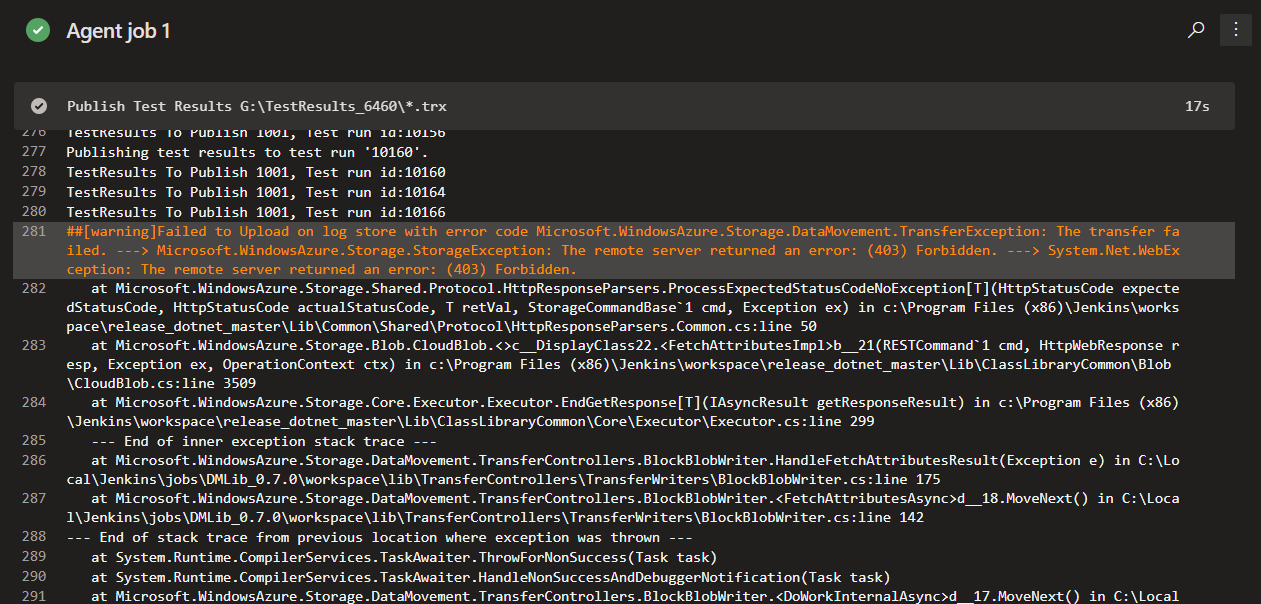 Agent job 1
Publish Test Results G:\TestResults_6460\*.trx 17s
276 TestResults To Publish 1001, Test run id:10156
277 Publishing test results to test run '10160'.
278 TestResults To Publish 1001, Test run id:10160
279 TestResults To Publish 1001, Test run id:10164
280 TestResults To Publish 1001, Test run id:10166
281 ##[warning]Failed to Upload on log store with error code Microsoft.WindowsAzure.Storage.DataMovement.TransferException: The transfer fa
iled. ---> Microsoft.WindowsAzure.Storage.StorageException: The remote server returned an error: (403) Forbidden. ---> System.Net.WebEx
ception: The remote server returned an error: (403) Forbidden.
282 at Microsoft.WindowsAzure.Storage.Shared.Protocol.HttpResponseParsers.ProcessExpectedStatusCodeNoException[T](HttpStatusCode expecte
dStatusCode, HttpStatusCode actualStatusCode, T retVal, StorageCommandBase`1 cmd, Exception ex) in c:\Program Files (x86)\Jenkins\works
pace\release_dotnet_master\Lib\Common\Shared\Protocol\HttpResponseParsers.Common.cs:line 50
283 at Microsoft.WindowsAzure.Storage.Blob.CloudBlob.<>c__DisplayClass22.<FetchAttributesImpl>b__21(RESTCommand`1 cmd, HttpWebResponse r
esp, Exception ex, OperationContext ctx) in c:\Program Files (x86)\Jenkins\workspace\release_dotnet_master\Lib\ClassLibraryCommon\Blob
\CloudBlob.cs:line 3509
284 at Microsoft.WindowsAzure.Storage.Core.Executor.Executor.EndGetResponse[T](IAsyncResult getResponseResult) in c:\Program Files (x86)
\Jenkins\workspace\release_dotnet_master\Lib\ClassLibraryCommon\Core\Executor\Executor.cs:line 299
285 --- End of inner exception stack trace ---
286 at Microsoft.WindowsAzure.Storage.DataMovement.TransferControllers.BlockBlobWriter.HandleFetchAttributesResult(Exception e) in C:\Lo
cal\Jenkins\jobs\DMLib_0.7.0\workspace\lib\TransferControllers\TransferWriters\BlockBlobWriter.cs:line 175
287 at Microsoft.WindowsAzure.Storage.DataMovement.TransferControllers.BlockBlobWriter.<FetchAttributesAsync>d__18.MoveNext() in C:\Loca
l\Jenkins\jobs\DMLib_0.7.0\workspace\lib\TransferControllers\TransferWriters\BlockBlobWriter.cs:line 142
288 --- End of stack trace from previous location where exception was thrown ---
289 at System.Runtime.CompilerServices.TaskAwaiter.ThrowForNonSuccess(Task task)
290 at System.Runtime.CompilerServices.TaskAwaiter.HandleNonSuccessAndDebuggerNotification(Task task)
291 at Microsoft.WindowsAzure.Storage.DataMovement.TransferControllers.BlockBlobWriter.<DoWorkInternalAsync>d__17.MoveNext() in C:\Local